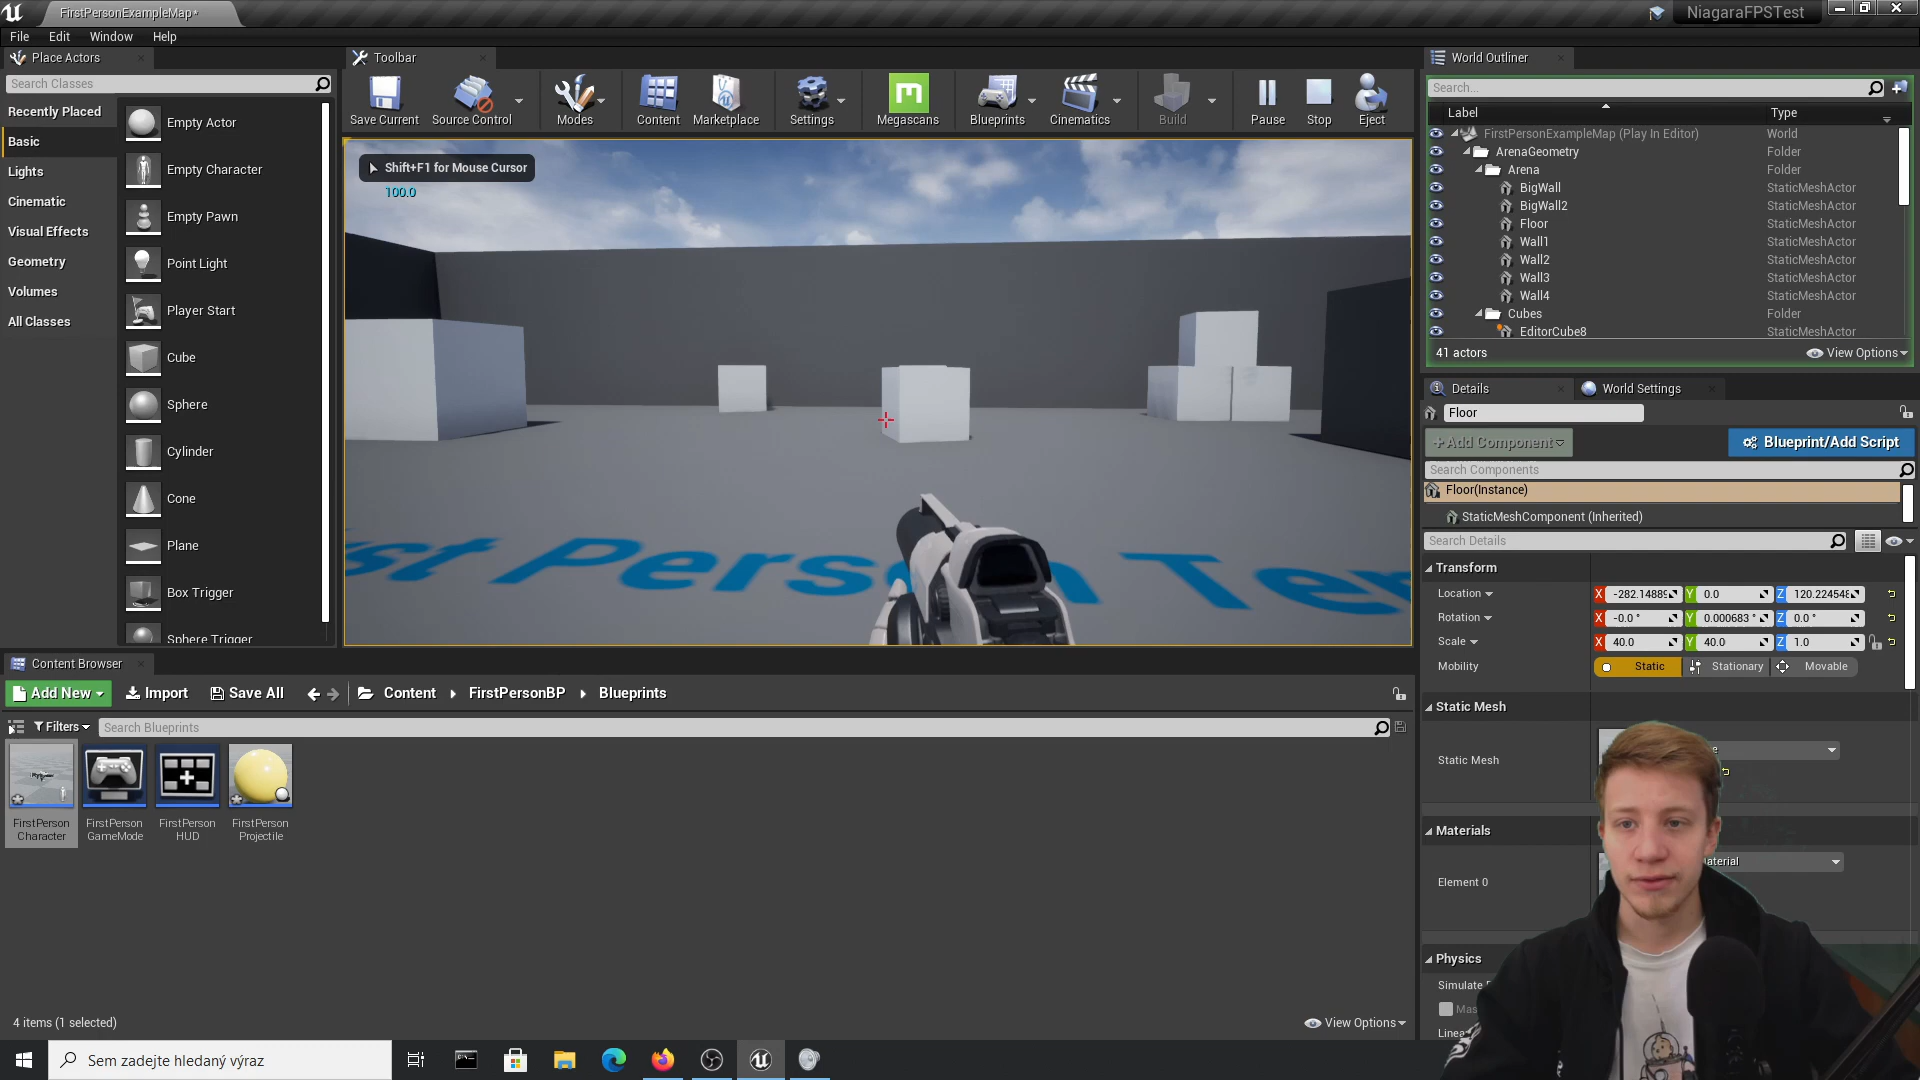 FirstPersonExampleMap*
NiagaraFPSTest
File Edit Window Help
Place Actors
Search Classes
Recently Placed
Basic
Lights
Cinematic
Visual Effects
Geometry
Volumes
All Classes
Empty Actor
Empty Character
Empty Pawn
Point Light
Player Start
Cube
Sphere
Cylinder
Cone
Plane
Box Trigger
Sphere Trigger
Toolbar
Save Current Source Control Modes Content Marketplace Settings Megascans Blueprints Cinematics Build Pause Stop Eject
Shift+F1 for Mouse Cursor
100.0
st Person Te
World Outliner
Search...
Label Type
FirstPersonExampleMap (Play In Editor) World
ArenaGeometry Folder
Arena Folder
BigWall StaticMeshActor
BigWall2 StaticMeshActor
Floor StaticMeshActor
Wall1 StaticMeshActor
Wall2 StaticMeshActor
Wall3 StaticMeshActor
Wall4 StaticMeshActor
Cubes Folder
EditorCube8 StaticMeshActor
41 actors View Options
Details World Settings
Floor
+Add Component Blueprint/Add Script
Search Components
Floor(Instance)
StaticMeshComponent (Inherited)
Search Details
Transform
Location X -282.14889 Y 0.0 Z 120.224548
Rotation X -0.0 ° Y 0.000683 ° Z 0.0 °
Scale X 40.0 Y 40.0 Z 1.0
Mobility Static Stationary Movable
Static Mesh
Static Mesh
Materials
Element 0
Physics
Simulate
Mas
Linea
Content Browser
Add New Import Save All Content FirstPersonBP Blueprints
Filters Search Blueprints
FirstPerson Character
FirstPerson GameMode
FirstPerson HUD
FirstPerson Projectile
4 items (1 selected) View Options
Sem zadejte hledaný výraz